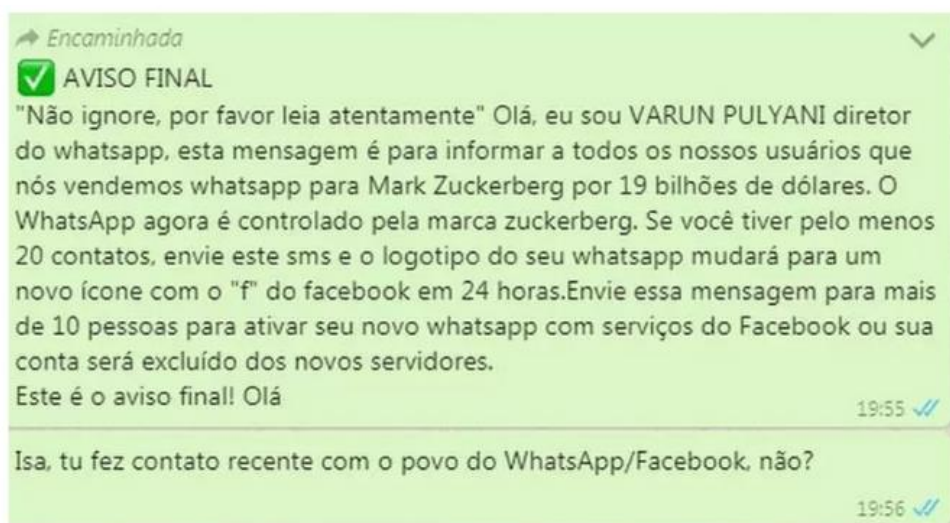 Encaminhada
✅ AVISO FINAL
"Não ignore, por favor leia atentamente" Olá, eu sou VARUN PULYANI diretor
do whatsapp, esta mensagem é para informar a todos os nossos usuários que
nós vendemos whatsapp para Mark Zuckerberg por 19 bilhões de dólares. O
WhatsApp agora é controlado pela marca zuckerberg. Se você tiver pelo menos
20 contatos, envie este sms e o logotipo do seu whatsapp mudará para um
novo ícone com o "f" do facebook em 24 horas.Envie essa mensagem para mais
de 10 pessoas para ativar seu novo whatsapp com serviços do Facebook ou sua
conta será excluído dos novos servidores.
Este é o aviso final! Olá
19:55
Isa, tu fez contato recente com o povo do WhatsApp/Facebook, não?
19:56